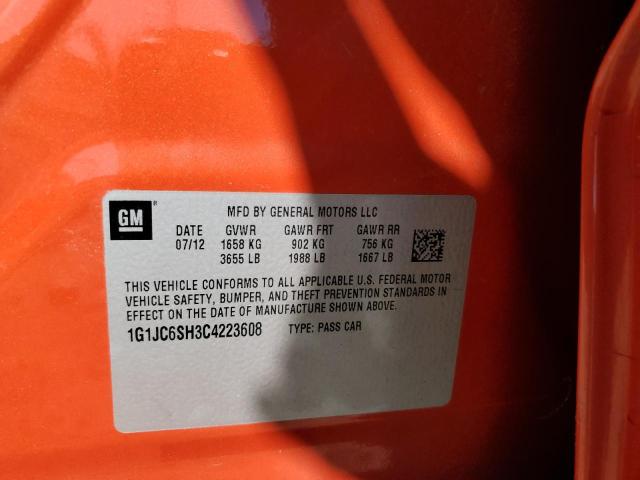 GM® MFD BY GENERAL MOTORS LLC
DATE GVWR GAWR FRT GAWR RR
07/12 1658 KG 902 KG 756 KG
3655 LB 1988 LB 1667 LB
THIS VEHICLE CONFORMS TO ALL APPLICABLE U.S. FEDERAL MOTOR
VEHICLE SAFETY, BUMPER, AND THEFT PREVENTION STANDARDS IN
EFFECT ON THE DATE OF MANUFACTURE SHOWN ABOVE.
1G1JC6SH3C4223608 TYPE: PASS CAR